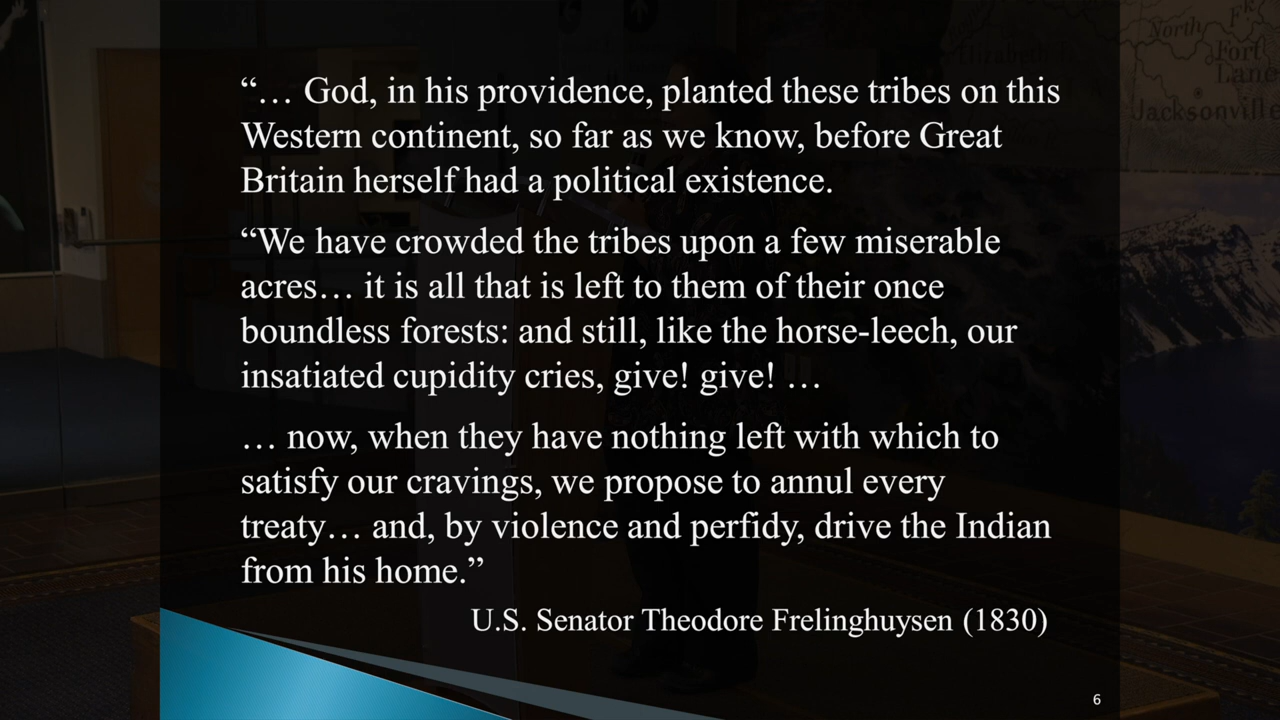 “… God, in his providence, planted these tribes on this
Western continent, so far as we know, before Great
Britain herself had a political existence.
“We have crowded the tribes upon a few miserable
acres… it is all that is left to them of their once
boundless forests: and still, like the horse-leech, our
insatiated cupidity cries, give! give! …
… now, when they have nothing left with which to
satisfy our cravings, we propose to annul every
treaty… and, by violence and perfidy, drive the Indian
from his home.”
U.S. Senator Theodore Frelinghuysen (1830)
6
North
Fort
Jacksonville